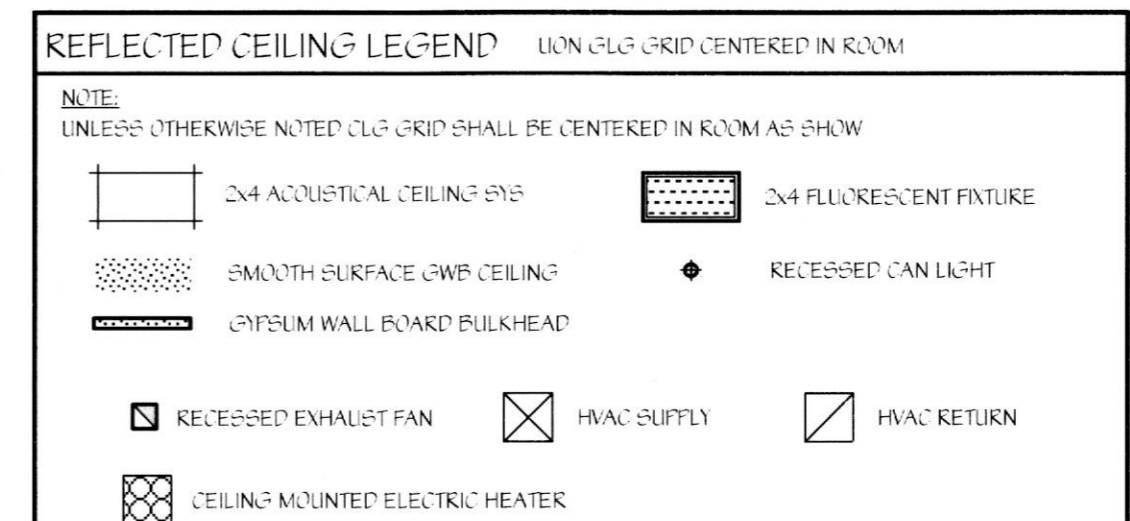 REFLECTED CEILING LEGEND UON CLG GRID CENTERED IN ROOM
NOTE:
UNLESS OTHERWISE NOTED CLG GRID SHALL BE CENTERED IN ROOM AS SHOW
2x4 ACOUSTICAL CEILING SYS
2x4 FLUORESCENT FIXTURE
SMOOTH SURFACE GWB CEILING
RECESSED CAN LIGHT
GYPSUM WALL BOARD BULKHEAD
RECESSED EXHAUST FAN
HVAC SUPPLY
HVAC RETURN
CEILING MOUNTED ELECTRIC HEATER